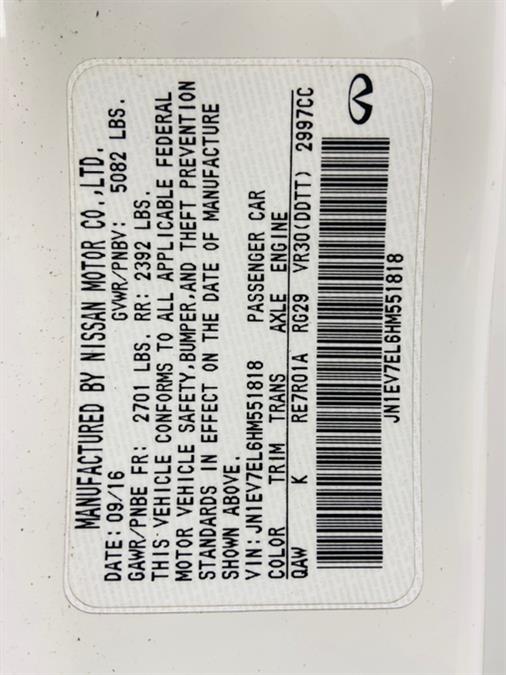 MANUFACTURED BY NISSAN MOTOR CO.,LTD.
DATE: 09/16 GVWR/PNBV: 5082 LBS.
GAWR/PNBE FR: 2701 LBS. RR: 2392 LBS.
THIS VEHICLE CONFORMS TO ALL APPLICABLE FEDERAL
MOTOR VEHICLE SAFETY,BUMPER,AND THEFT PREVENTION
STANDARDS IN EFFECT ON THE DATE OF MANUFACTURE
SHOWN ABOVE.
VIN:JN1EV7EL6HM551818 PASSENGER CAR
COLOR TRIM TRANS AXLE ENGINE
QAW K RE7R01A RG29 VR30(DDTT) 2997CC
JN1EV7EL6HM551818